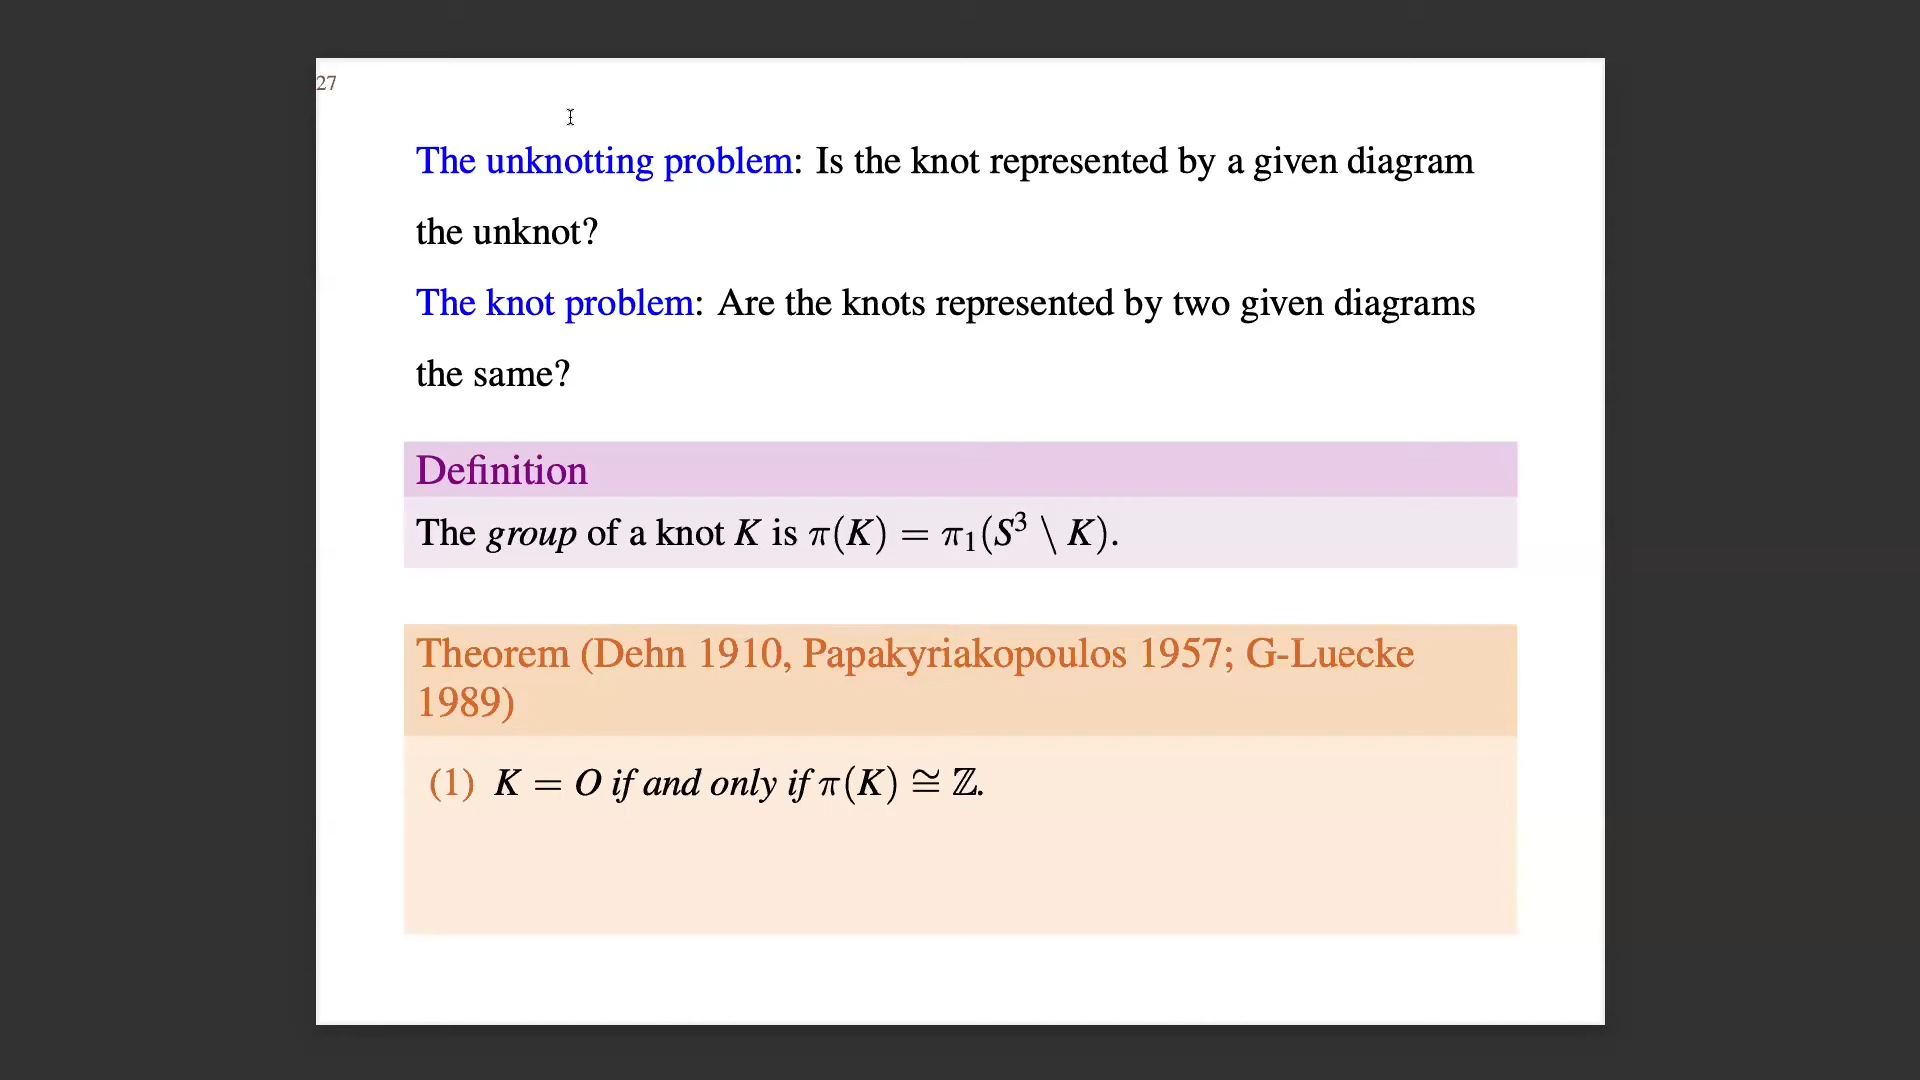 27
The unknotting problem: Is the knot represented by a given diagram
the unknot?
The knot problem: Are the knots represented by two given diagrams
the same?
Definition
The group of a knot K is π(K) = π₁(S³ \ K).
Theorem (Dehn 1910, Papakyriakopoulos 1957; G-Luecke
1989)
(1) K = O if and only if π(K) ≅ ℤ.